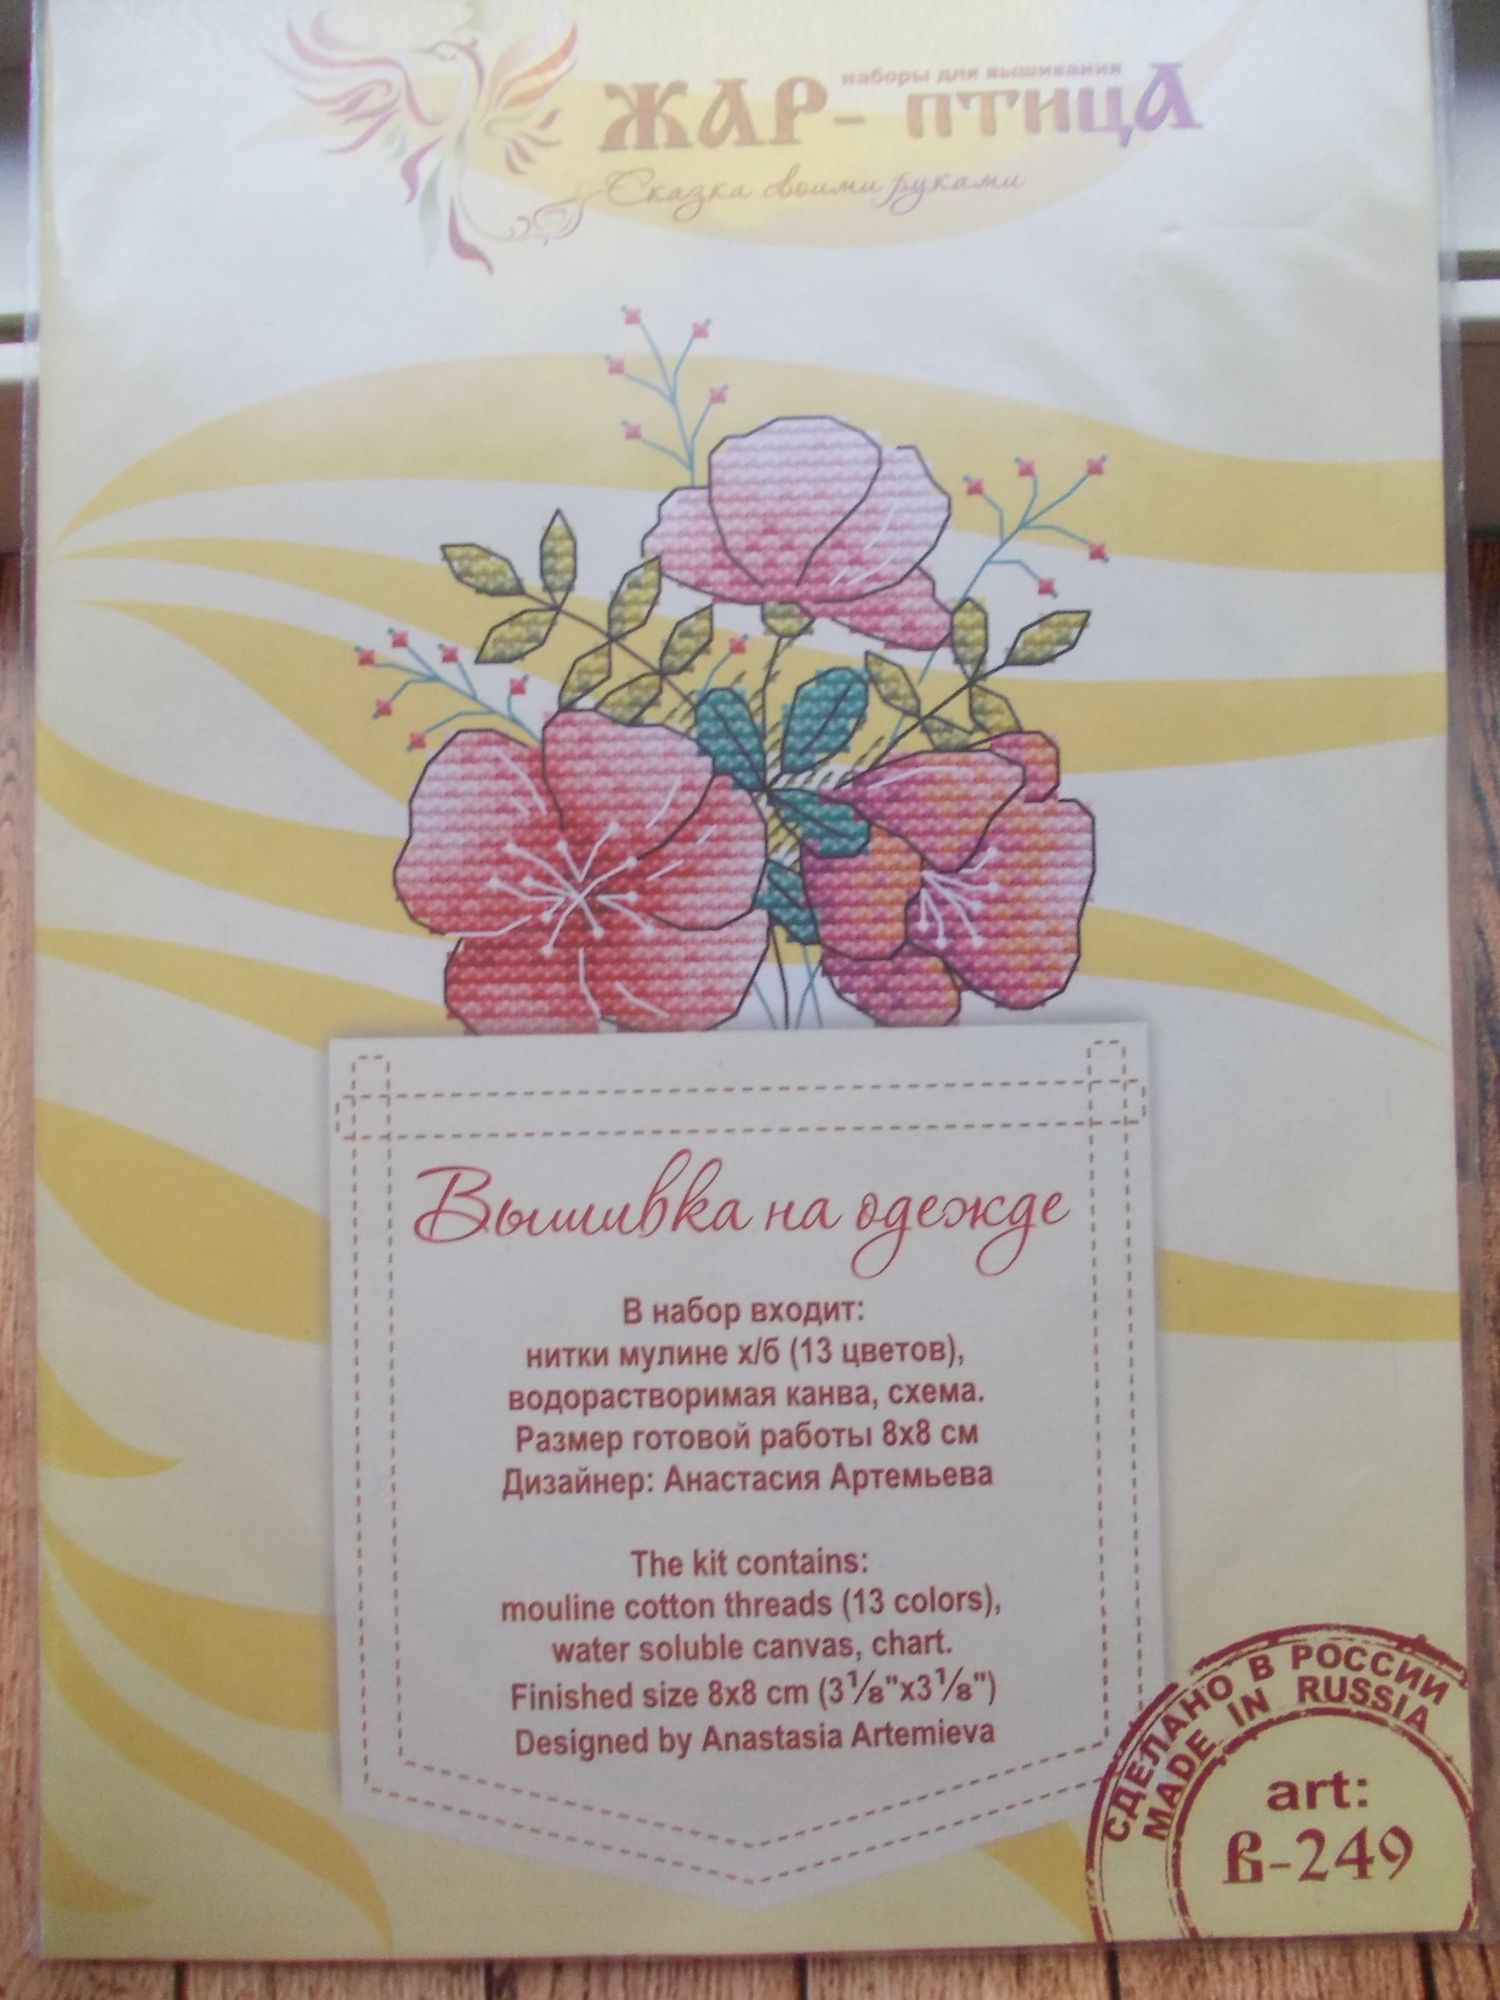 наборы для вышивания
ЖАР-ПТИЦА
Сказка своими руками
Вышивка на одежде
В набор входит:
нитки мулине х/б (13 цветов),
водорастворимая канва, схема.
Размер готовой работы 8х8 см
Дизайнер: Анастасия Артемьева
The kit contains:
mouline cotton threads (13 colors),
water soluble canvas, chart.
Finished size 8x8 cm (3⅛"x3⅛")
Designed by Anastasia Artemieva
СДЕЛАНО В РОССИИ
MADE IN RUSSIA
art:
В-249